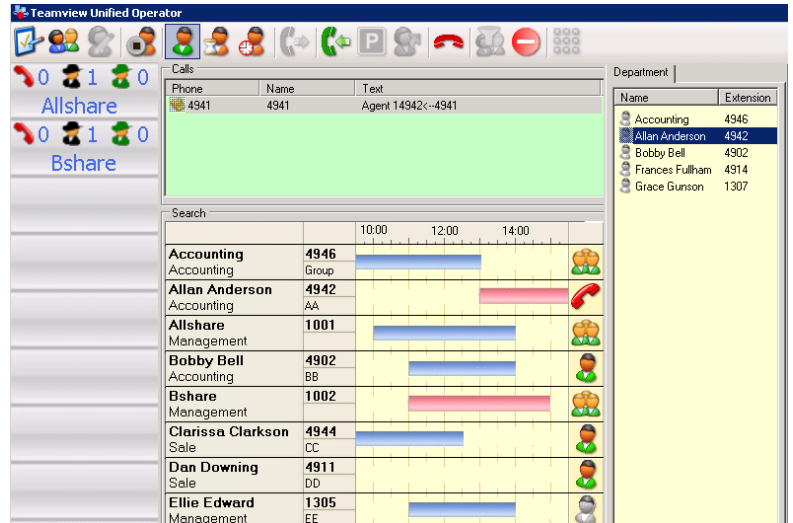 Teamview Unified Operator
0 1 0
Allshare
0 1 0
Bshare
Calls
Phone Name Text
4941 4941 Agent 14942<--4941
Search
10:00 12:00 14:00
Accounting 4946
Accounting Group
Allan Anderson 4942
Accounting AA
Allshare 1001
Management
Bobby Bell 4902
Accounting BB
Bshare 1002
Management
Clarissa Clarkson 4944
Sale CC
Dan Downing 4911
Sale DD
Ellie Edward 1305
Management EE
Department
Name Extension
Accounting 4946
Allan Anderson 4942
Bobby Bell 4902
Frances Fullham 4914
Grace Gunson 1307